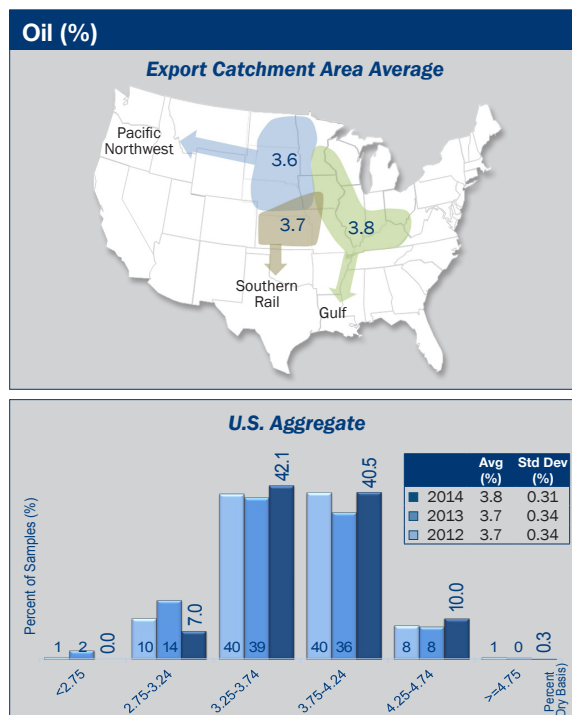 Oil (%)
Export Catchment Area Average
Pacific
Northwest
3.6
3.7
3.8
Southern
Rail
Gulf
U.S. Aggregate
Percent of Samples (%)
Avg
(%)
Std Dev
(%)
2014 3.8 0.31
2013 3.7 0.34
2012 3.7 0.34
1 2 0.0
10 14 7.0
40 39 42.1
40 36 40.5
8 8 10.0
1 0 0.3
<2.75
2.75-3.24
3.25-3.74
3.75-4.24
4.25-4.74
>=4.75
Percent
Dry Basis)